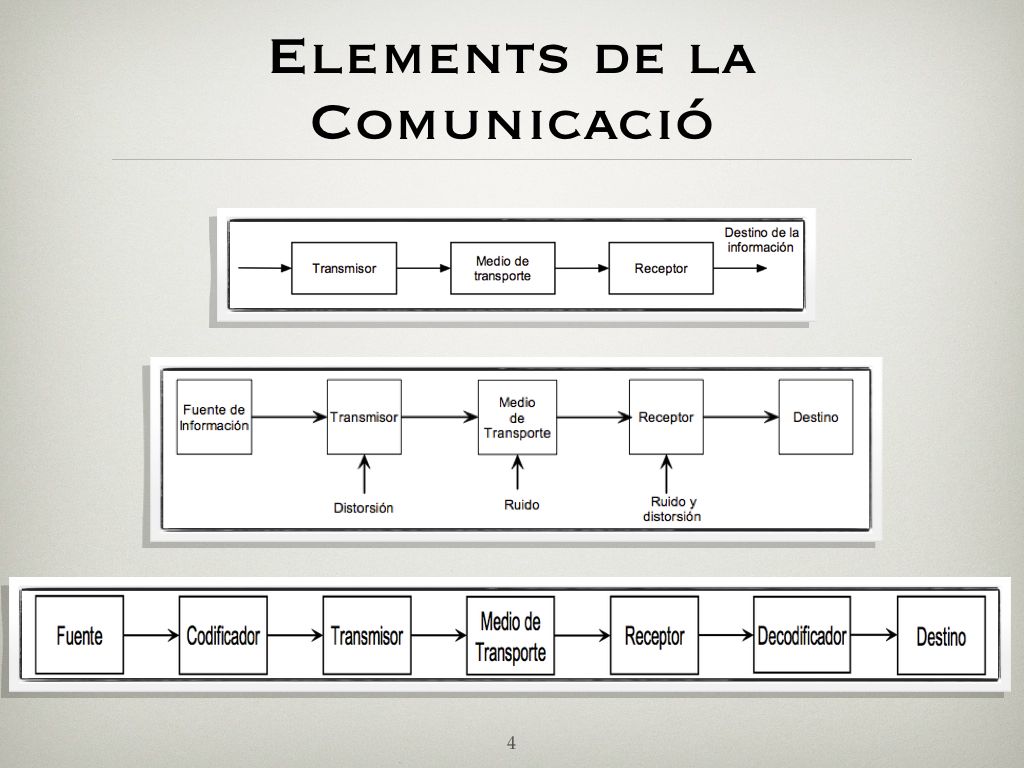 Elements de la
Comunicació
Destino de la
información
Transmisor
Medio de
transporte
Receptor
Fuente de
Información
Transmisor
Medio
de
Transporte
Receptor
Destino
Distorsión
Ruido
Ruido y
distorsión
Fuente
Codificador
Transmisor
Medio de
Transporte
Receptor
Decodificador
Destino
4